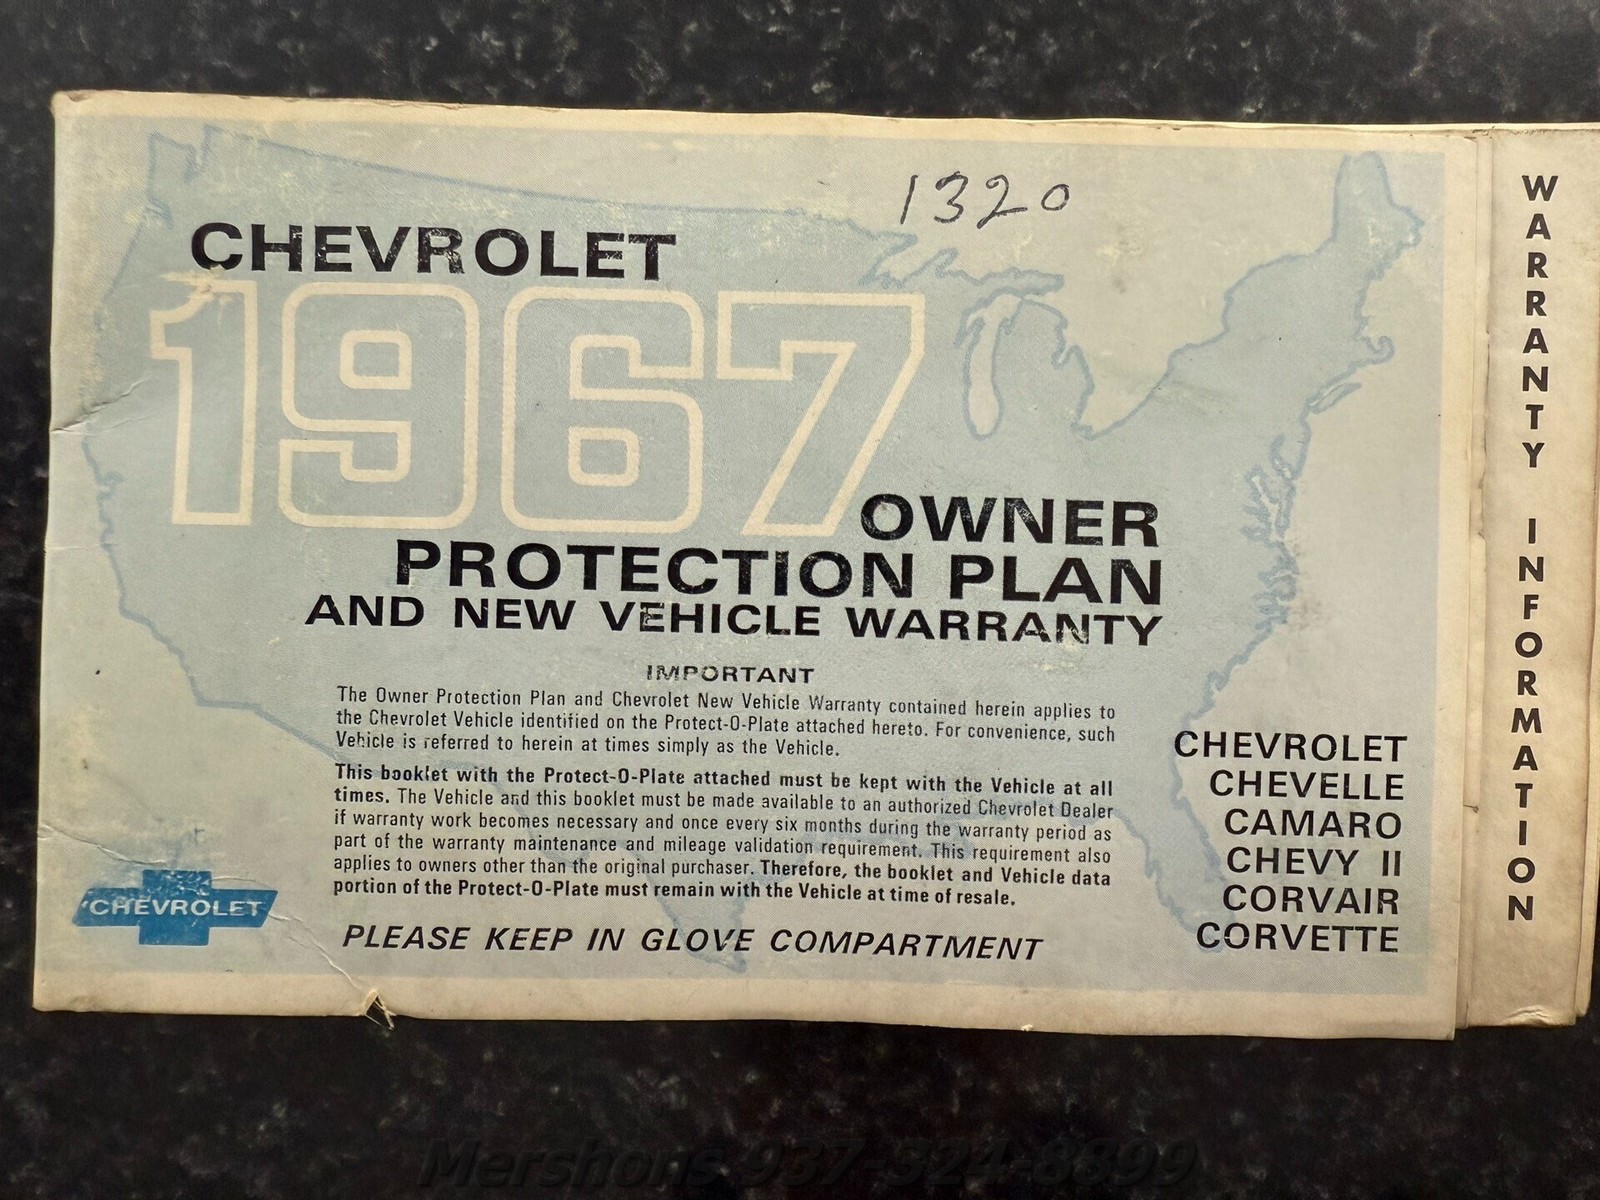 1320
CHEVROLET
1967
OWNER
PROTECTION PLAN
AND NEW VEHICLE WARRANTY
IMPORTANT
The Owner Protection Plan and Chevrolet New Vehicle Warranty contained herein applies to
the Chevrolet Vehicle identified on the Protect-O-Plate attached hereto. For convenience, such
Vehicle is referred to herein at times simply as the Vehicle.
This booklet with the Protect-O-Plate attached must be kept with the Vehicle at all
times. The Vehicle and this booklet must be made available to an authorized Chevrolet Dealer
if warranty work becomes necessary and once every six months during the warranty period as
part of the warranty maintenance and mileage validation requirement. This requirement also
applies to owners other than the original purchaser. Therefore, the booklet and Vehicle data
portion of the Protect-O-Plate must remain with the Vehicle at time of resale.
PLEASE KEEP IN GLOVE COMPARTMENT
CHEVROLET
CHEVROLET
CHEVELLE
CAMARO
CHEVY II
CORVAIR
CORVETTE
WARRANTY INFORMATION
Mershons 937-324-8899